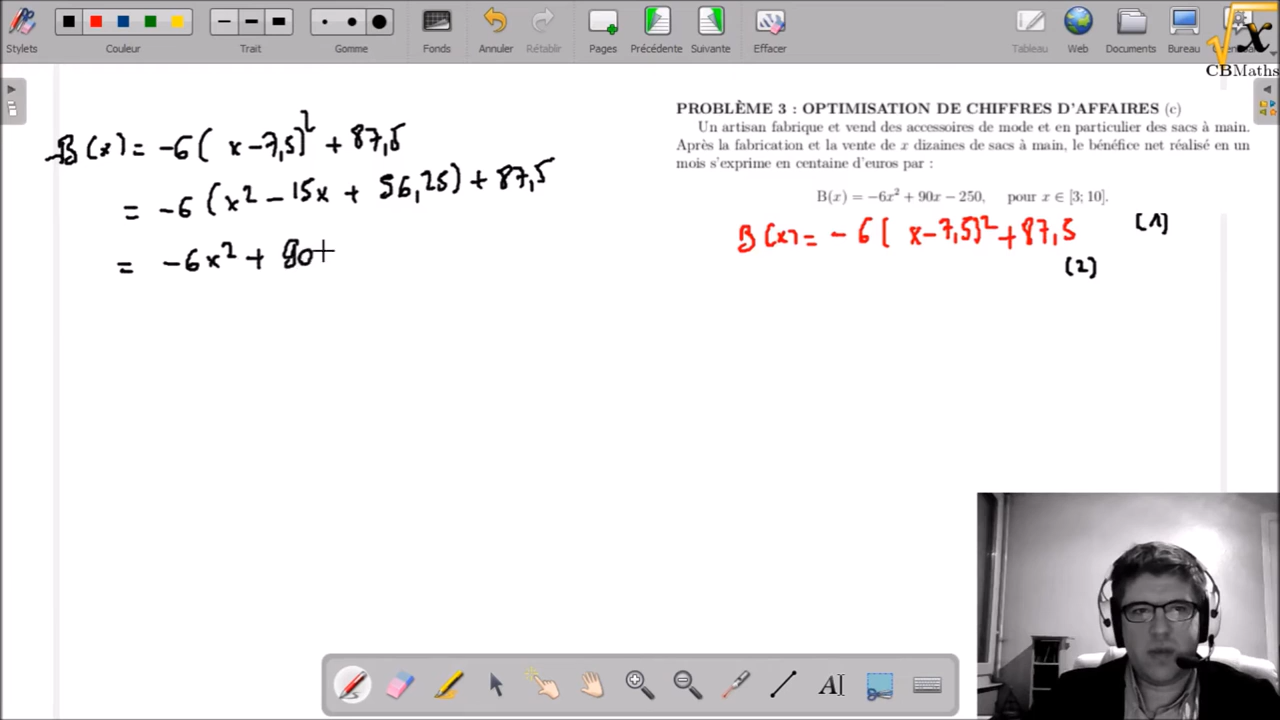 Stylets
Couleur
Trait
Gomme
Fonds
Annuler
Rétablir
Pages
Précédente
Suivante
Effacer
Tableau
Web
Documents
Bureau
CBMaths
B(x) = -6(x-7,5)² + 87,5
= -6(x² - 15x + 56,25) + 87,5
= -6x² + 90
PROBLÈME 3 : OPTIMISATION DE CHIFFRES D'AFFAIRES (c)
Un artisan fabrique et vend des accessoires de mode et en particulier des sacs à main.
Après la fabrication et la vente de x dizaines de sacs à main, le bénéfice net réalisé en un
mois s'exprime en centaine d'euros par :
B(x) = −6x² + 90x − 250, pour x ∈ [3; 10].
(1)
B(x) = -6(x-7,5)² + 87,5
(2)